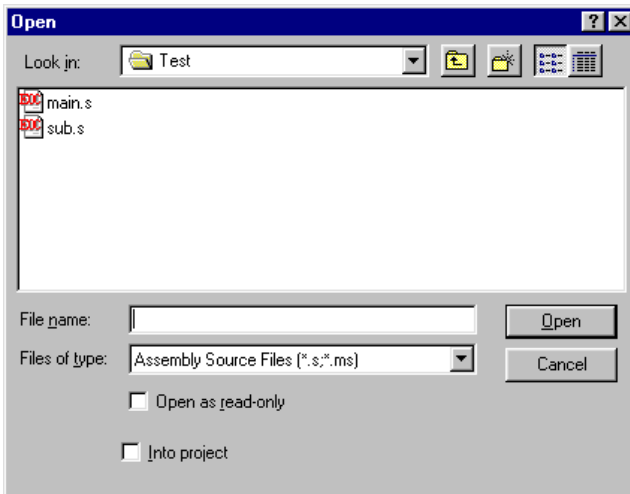 Open
Look in: Test
main.s
sub.s
File name: Open
Files of type: Assembly Source Files (*.s;*.ms) Cancel
Open as read-only
Into project